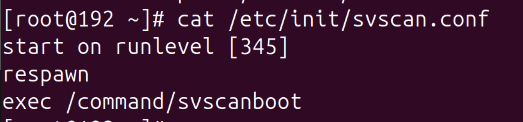 [root@192 ~]# cat /etc/init/svscan.conf
start on runlevel [345]
respawn
exec /command/svscanboot